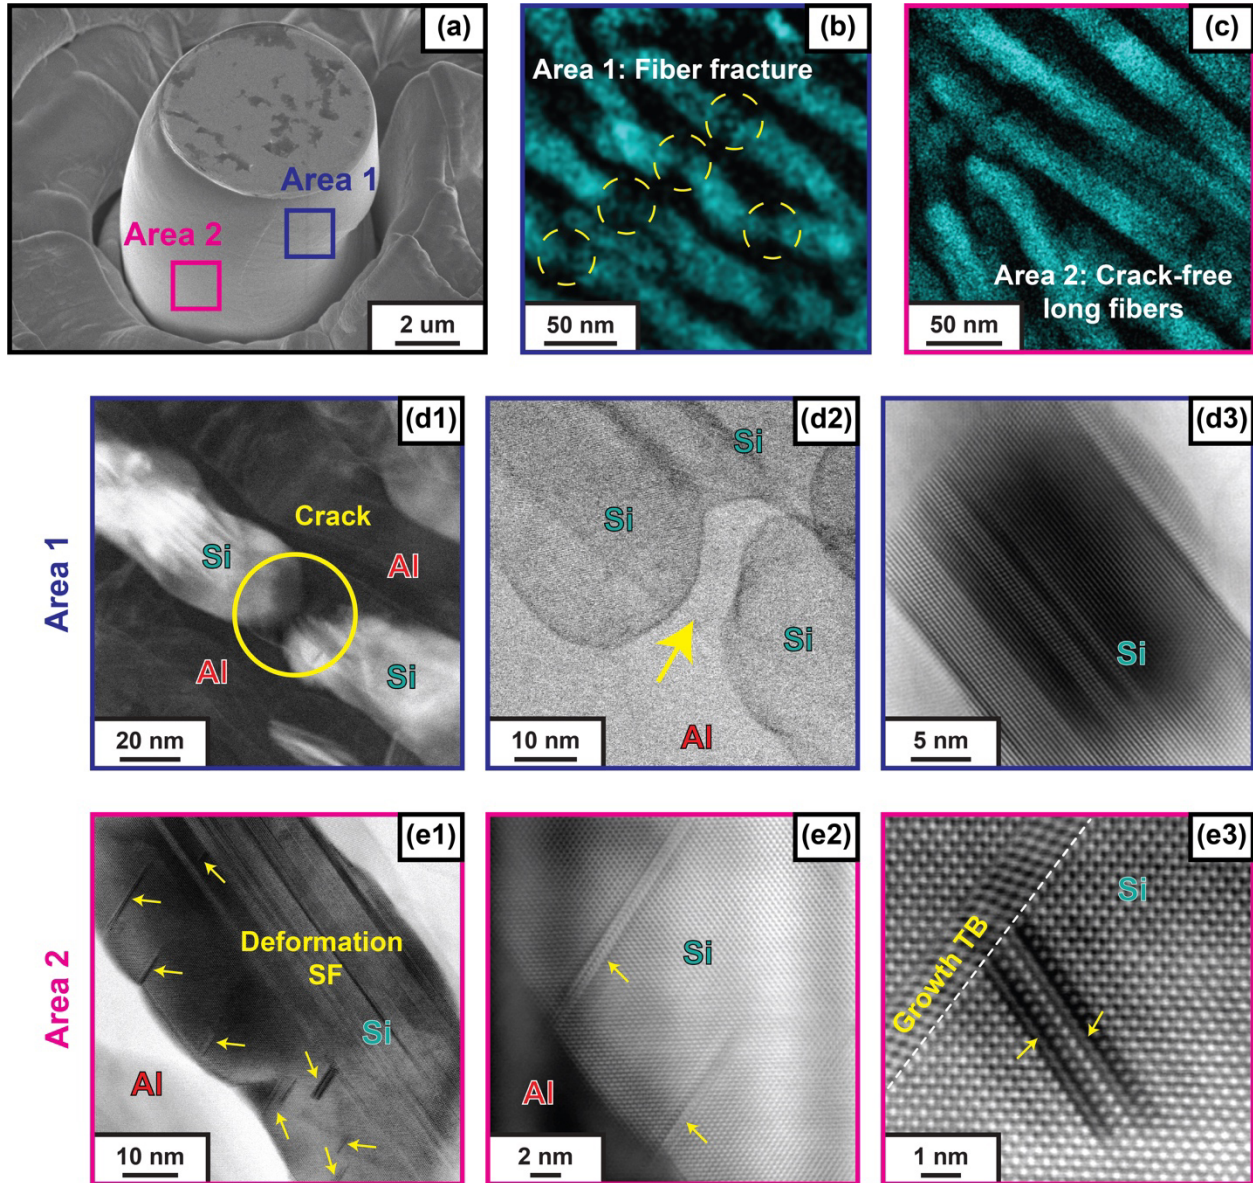 (a)
Area 1
Area 2
2 um
(b)
Area 1: Fiber fracture
50 nm
(c)
Area 2: Crack-free
long fibers
50 nm
Area 1
(d1)
Crack
Si
Al
Al
Si
20 nm
(d2)
Si
Si
Si
Al
10 nm
(d3)
Si
5 nm
Area 2
(e1)
Deformation
SF
Si
Al
10 nm
(e2)
Si
Al
2 nm
(e3)
Si
Growth TB
1 nm